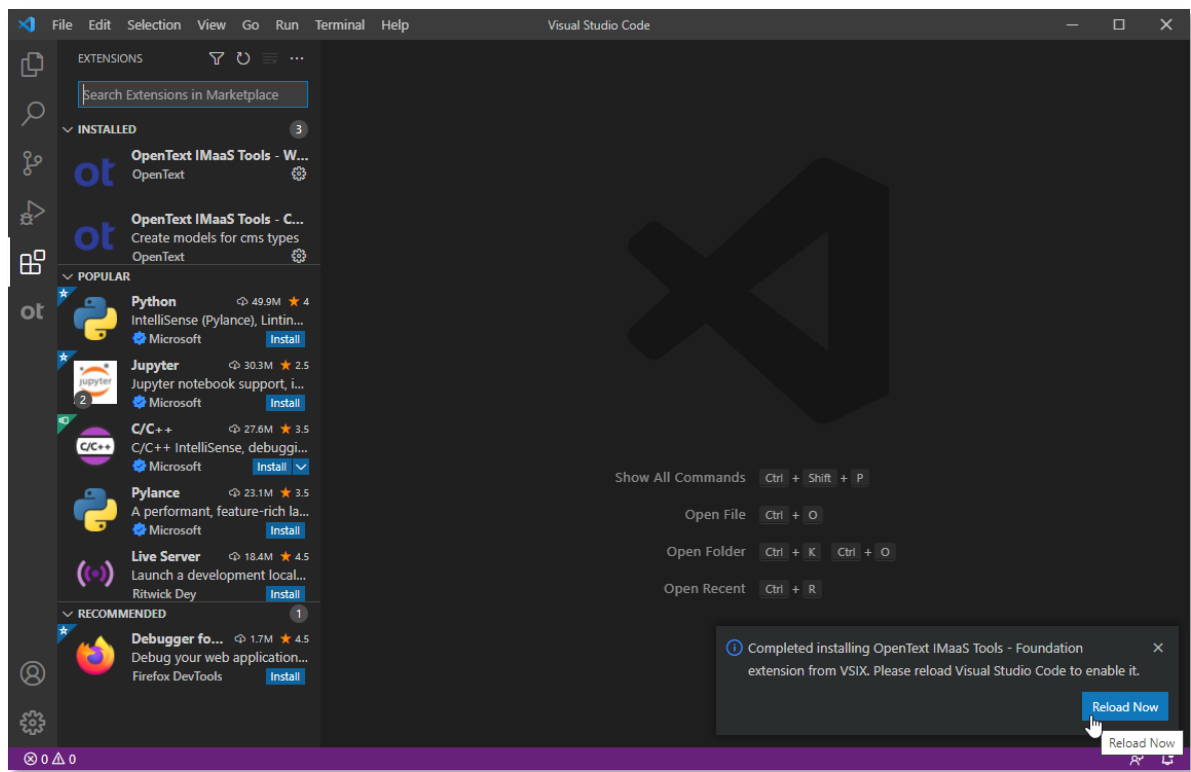 File Edit Selection View Go Run Terminal Help
Visual Studio Code
EXTENSIONS
Search Extensions in Marketplace
INSTALLED 3
ot
OpenText IMaaS Tools - W...
OpenText
ot
OpenText IMaaS Tools - C...
Create models for cms types
OpenText
ot
POPULAR
Python 49.9M 4
IntelliSense (Pylance), Lintin...
Microsoft Install
Jupyter 30.3M 2.5
jupyter
2
Jupyter notebook support, i...
Microsoft Install
C/C++ 27.6M 3.5
C/C++
C/C++ IntelliSense, debuggi...
Microsoft Install
Pylance 23.1M 3.5
A performant, feature-rich la...
Microsoft Install
Live Server 18.4M 4.5
Launch a development local...
Ritwick Dey Install
RECOMMENDED 1
Debugger fo... 1.7M 4.5
Debug your web application...
Firefox DevTools Install
Show All Commands Ctrl + Shift + P
Open File Ctrl + O
Open Folder Ctrl + K Ctrl + O
Open Recent Ctrl + R
Completed installing OpenText IMaaS Tools - Foundation
extension from VSIX. Please reload Visual Studio Code to enable it.
Reload Now
Reload Now
0 0